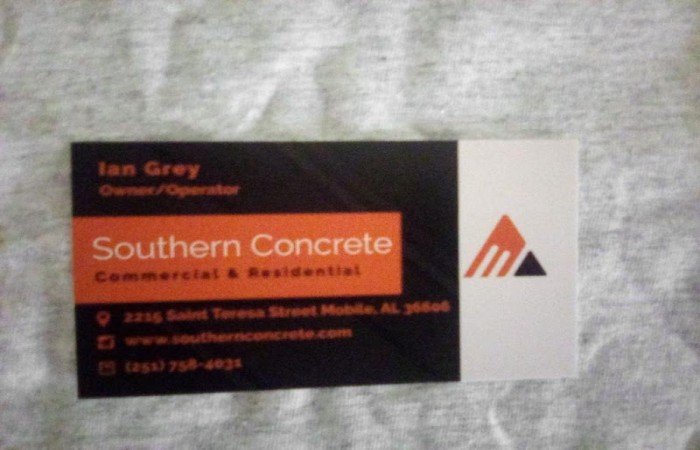 Ian Grey
Owner/Operator
Southern Concrete
Commercial & Residential
2215 Saint Teresa Street Mobile, AL 36606
www.southernconcrete.com
(251) 758-4031